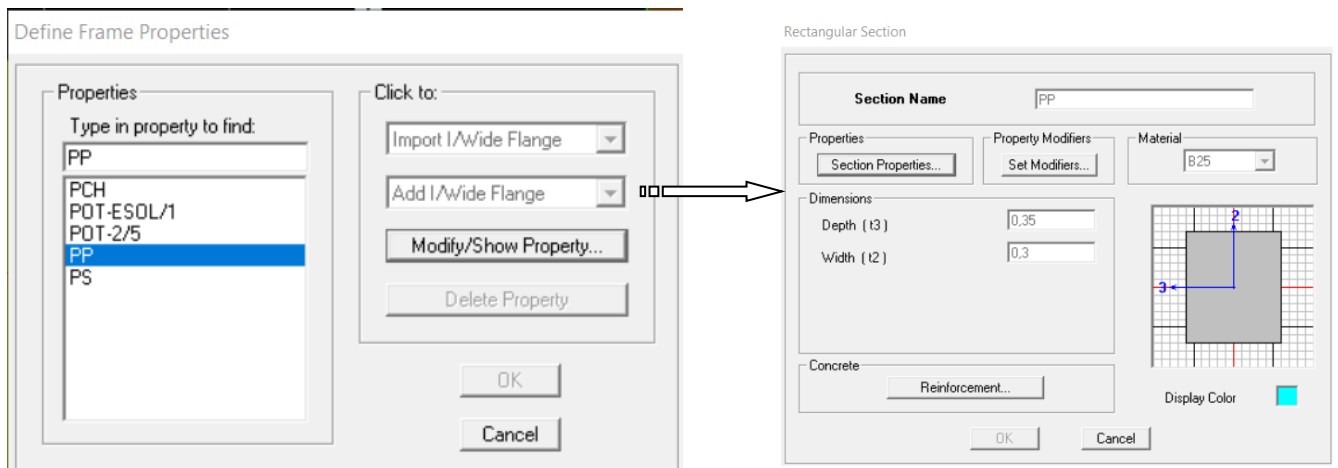 Define Frame Properties
Properties
Type in property to find:
PP
PCH
POT-ESOL/1
POT-2/5
PP
PS
Click to:
Import I/Wide Flange
Add I/Wide Flange
Modify/Show Property...
Delete Property
OK
Cancel
Rectangular Section
Section Name
PP
Properties
Section Properties...
Property Modifiers
Set Modifiers...
Material
B25
Dimensions
Depth ( t3 )
0,35
Width ( t2 )
0,3
2
3
Concrete
Reinforcement...
Display Color
OK
Cancel